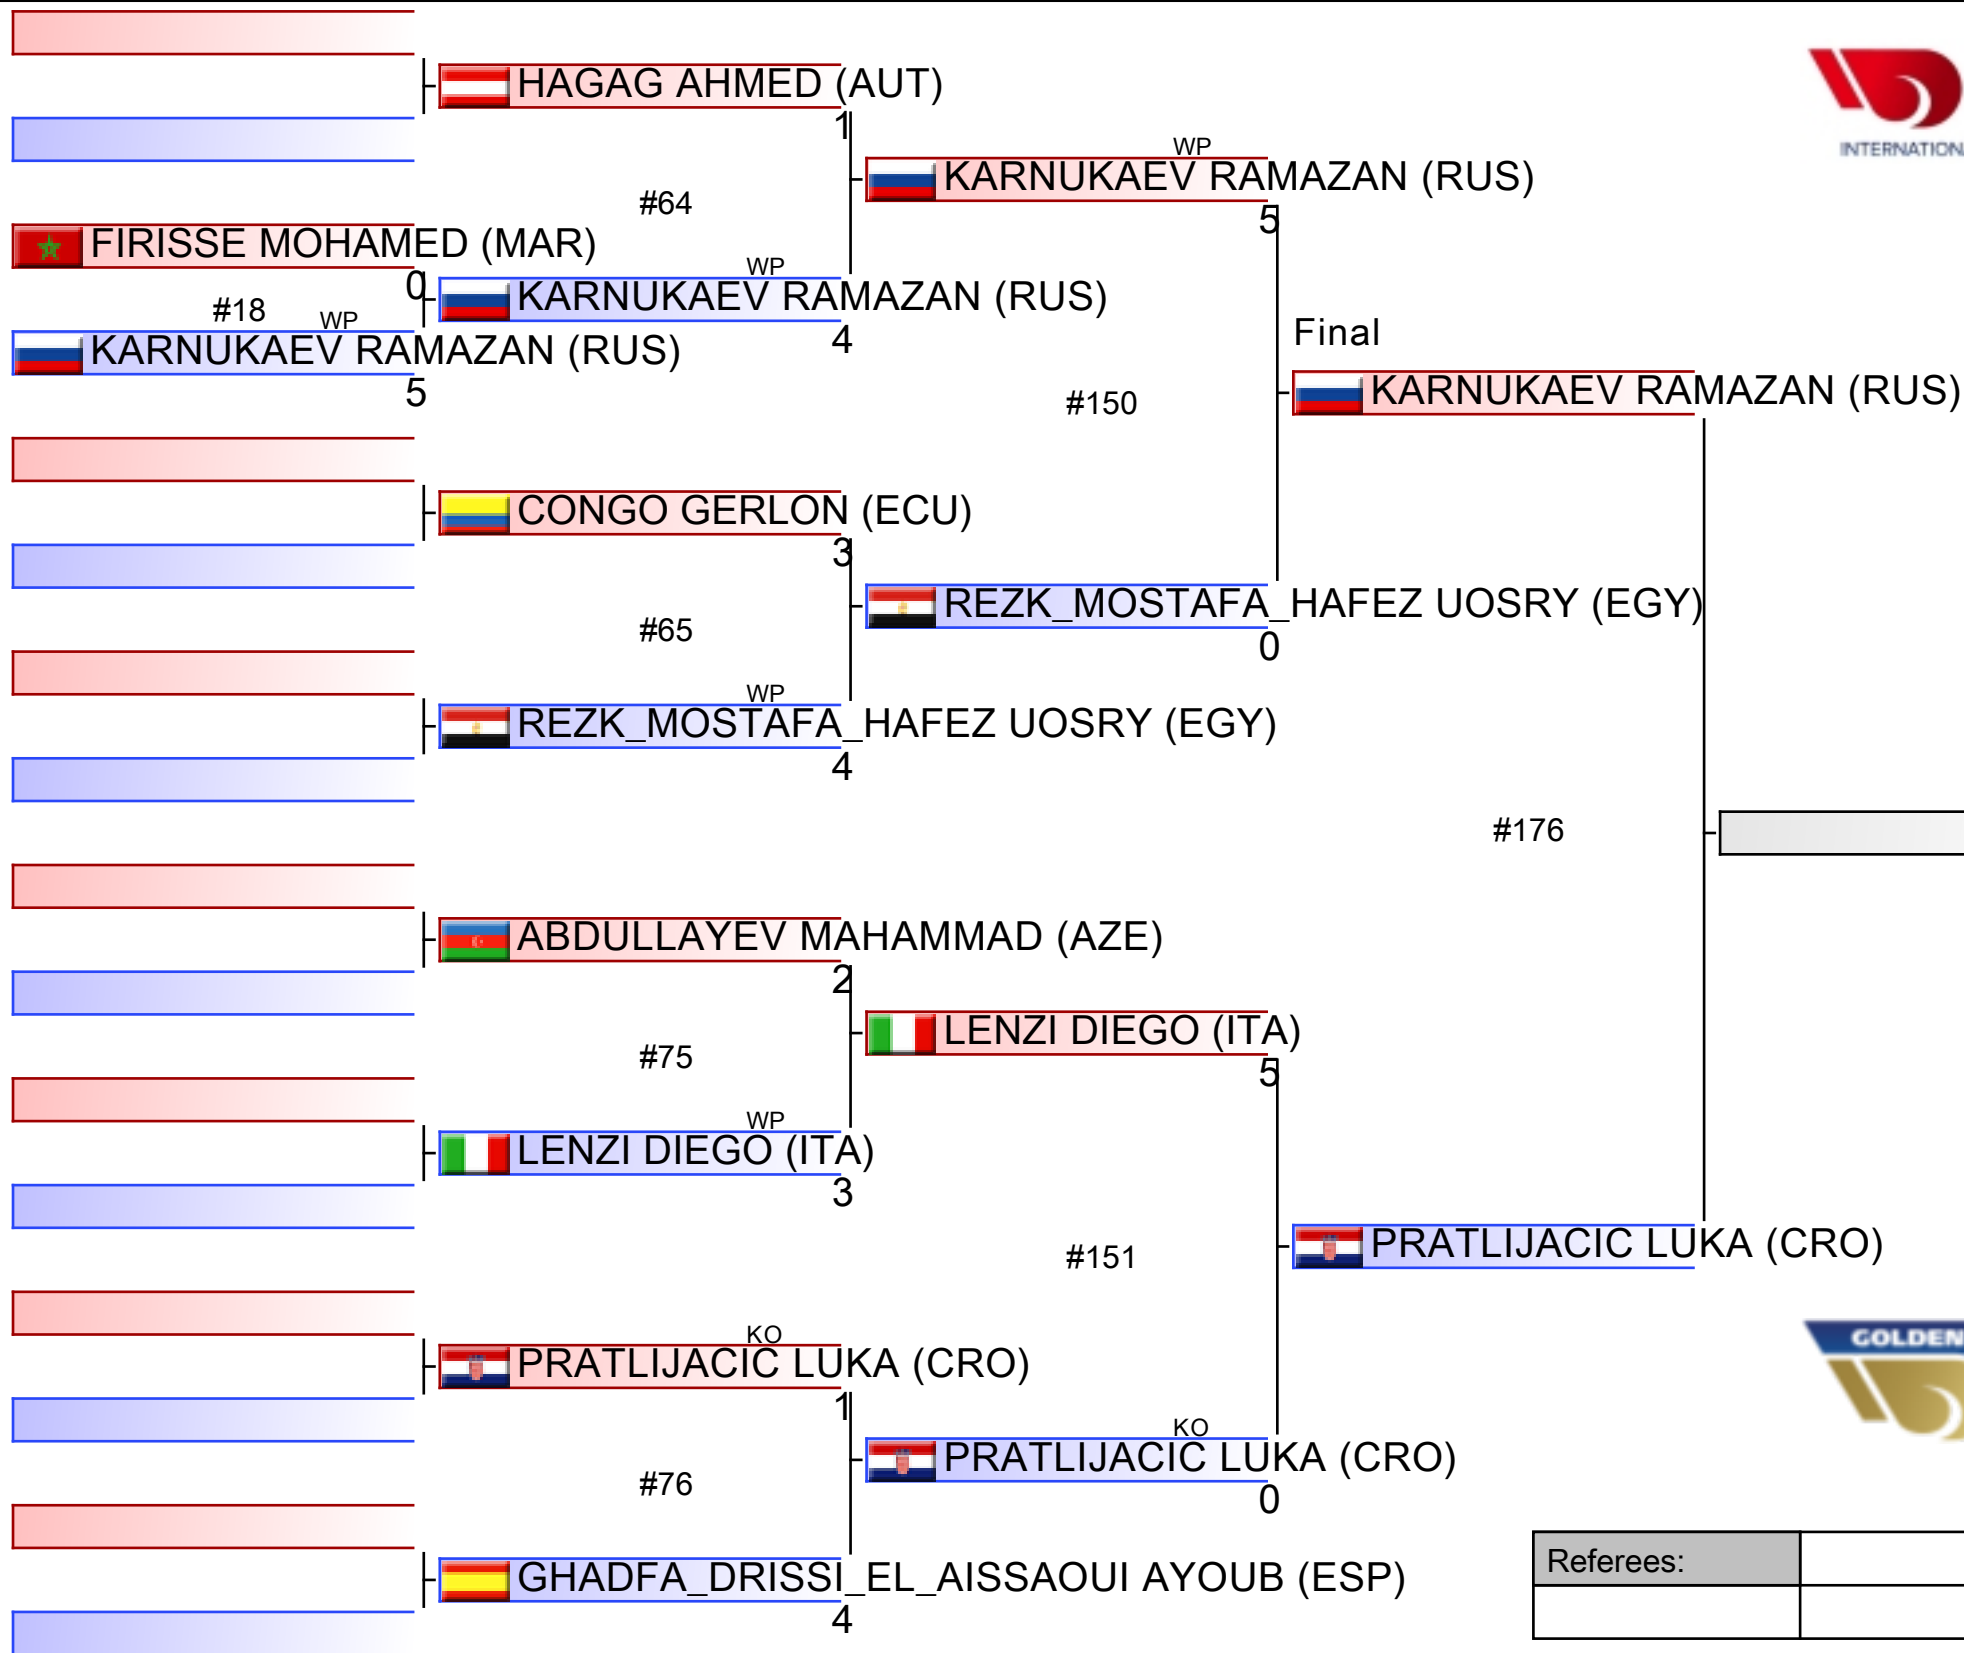 HAGAG AHMED (AUT)
1
INTERNATION
WP
KARNUKAEV RAMAZAN (RUS)
5
#64
FIRISSE MOHAMED (MAR)
0
WP
KARNUKAEV RAMAZAN (RUS)
4
#18
WP
KARNUKAEV RAMAZAN (RUS)
5
Final
KARNUKAEV RAMAZAN (RUS)
#150
CONGO GERLON (ECU)
3
REZK_MOSTAFA_HAFEZ UOSRY (EGY)
0
#65
WP
REZK_MOSTAFA_HAFEZ UOSRY (EGY)
4
#176
ABDULLAYEV MAHAMMAD (AZE)
2
LENZI DIEGO (ITA)
5
#75
WP
LENZI DIEGO (ITA)
3
#151
PRATLIJACIC LUKA (CRO)
KO
PRATLIJACIC LUKA (CRO)
1
GOLDEN
KO
PRATLIJACIC LUKA (CRO)
0
#76
GHADFA_DRISSI_EL_AISSAOUI AYOUB (ESP)
4
Referees: